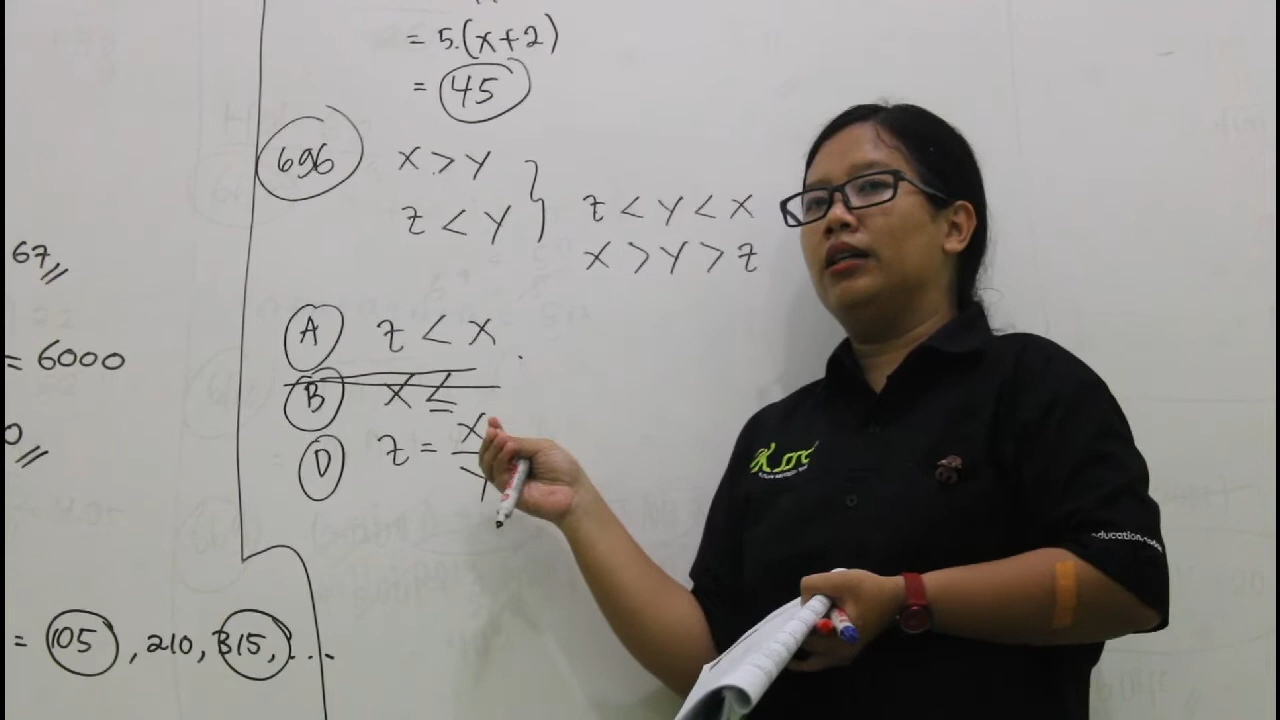 = 5.(x+2)
= 45
696 x > y
z < y
z < y < x
x > y > z
67
= 6000
A z < x
B x ≤
D z = x
= 105, 210, 315, ...